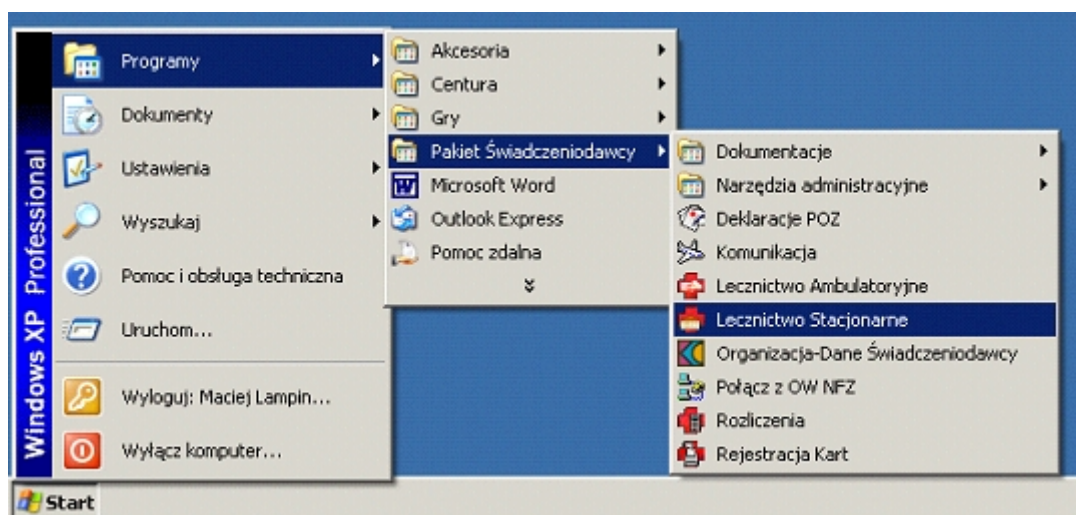 Windows XP Professional
Programy
Dokumenty
Ustawienia
Wyszukaj
Pomoc i obsługa techniczna
Uruchom...
Wyloguj: Maciej Lampin...
Wyłącz komputer...
Start
Akcesoria
Centura
Gry
Pakiet Świadczeniodawcy
Microsoft Word
Outlook Express
Pomoc zdalna
Dokumentacje
Narzędzia administracyjne
Deklaracje POZ
Komunikacja
Lecznictwo Ambulatoryjne
Lecznictwo Stacjonarne
Organizacja-Dane Świadczeniodawcy
Połącz z OW NFZ
Rozliczenia
Rejestracja Kart